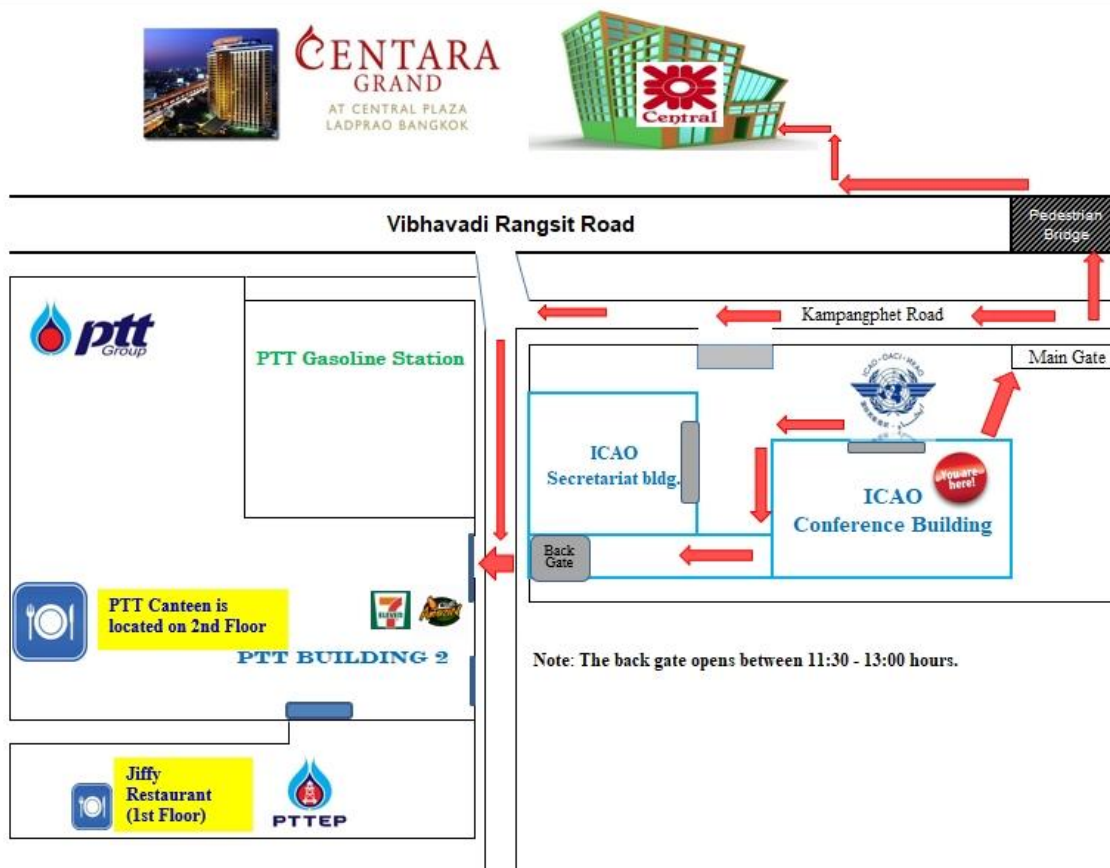 CENTARA
GRAND
AT CENTRAL PLAZA
LADPRAO BANGKOK
Central
Vibhavadi Rangsit Road
Pedestrian
Bridge
ptt
Group
PTT Gasoline Station
Kampangphet Road
Main Gate
ICAO
Secretariat bldg.
You are
here!
ICAO
Conference Building
Back
Gate
PTT Canteen is
located on 2nd Floor
PTT BUILDING 2
Note: The back gate opens between 11:30 - 13:00 hours.
Jiffy
Restaurant
(1st Floor)
PTTEP